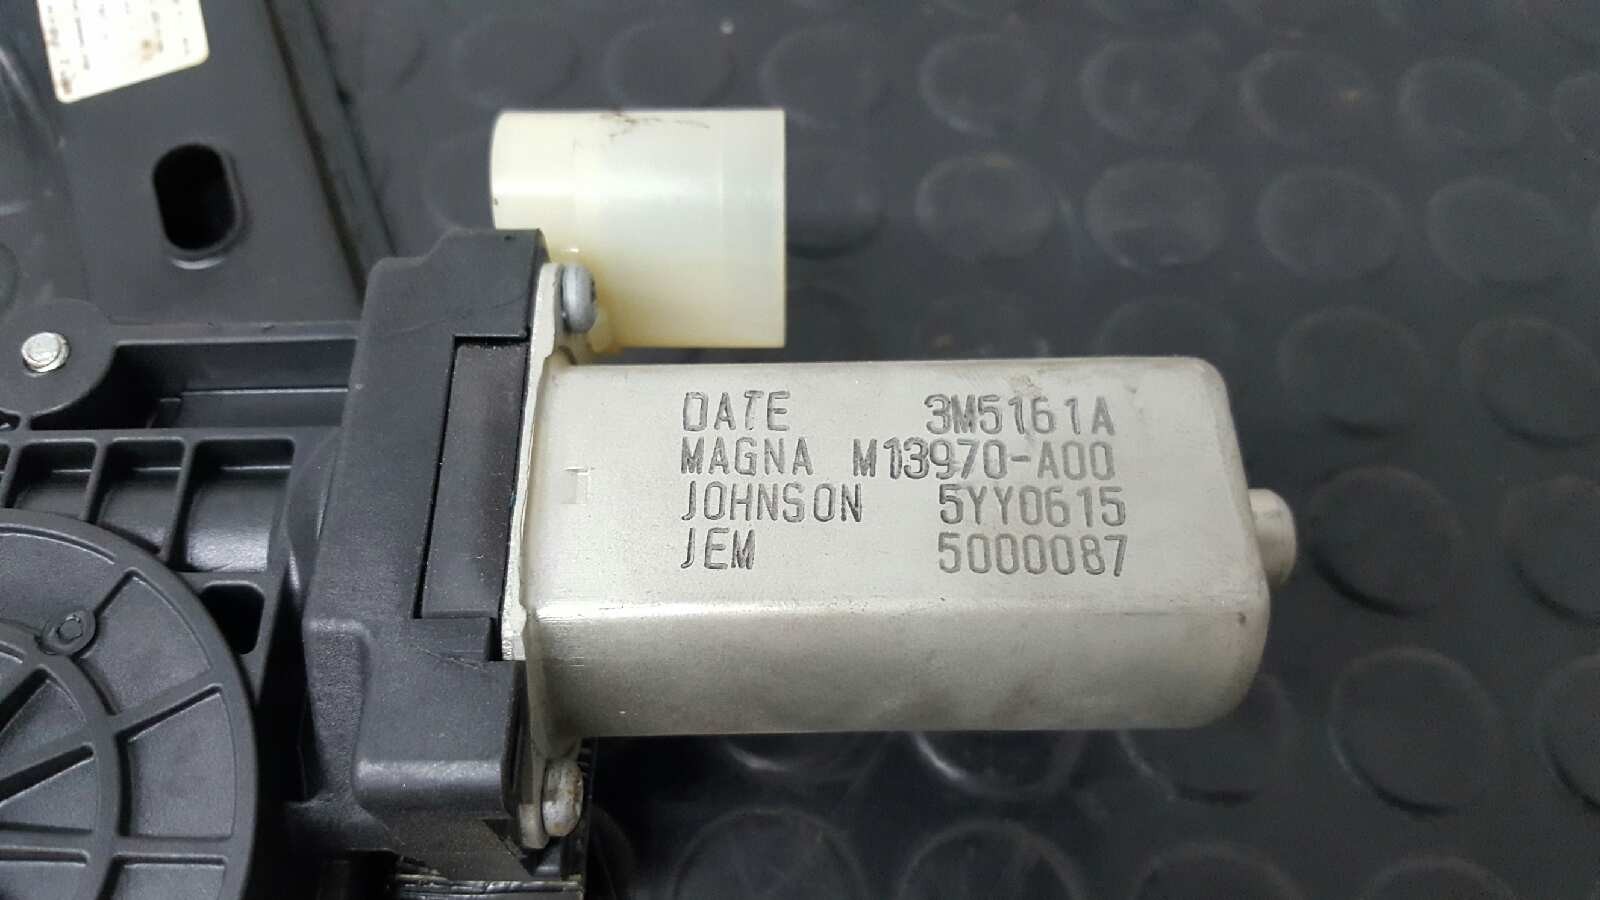 DATE 3M5161A
MAGNA M13970-A00
JOHNSON 5YY0615
JEM 5000087